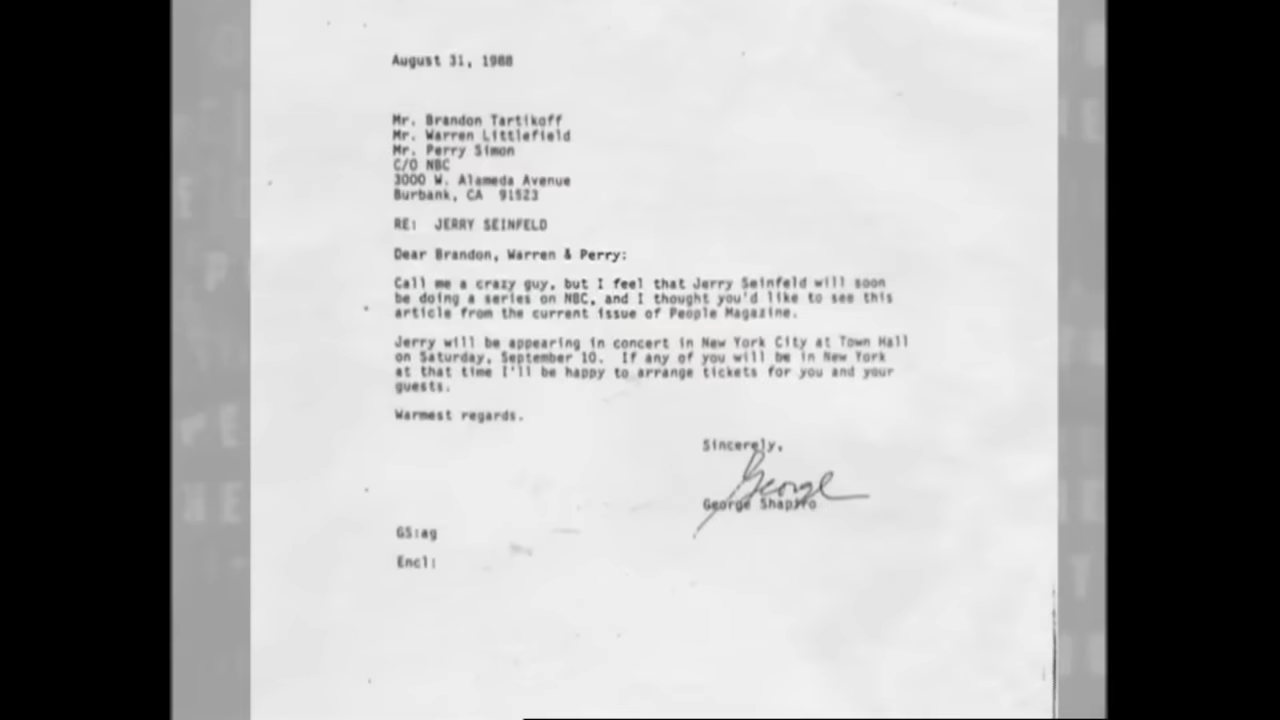 August 31, 1988
Mr. Brandon Tartikoff
Mr. Warren Littlefield
Mr. Perry Simon
C/O NBC
3000 W. Alameda Avenue
Burbank, CA 91523
RE: JERRY SEINFELD
Dear Brandon, Warren & Perry:
Call me a crazy guy, but I feel that Jerry Seinfeld will soon
be doing a series on NBC, and I thought you'd like to see this
article from the current issue of People Magazine.
Jerry will be appearing in concert in New York City at Town Hall
on Saturday, September 10. If any of you will be in New York
at that time I'll be happy to arrange tickets for you and your
guests.
Warmest regards.
Sincerely,
George
George Shapiro
GS:ag
Encl: